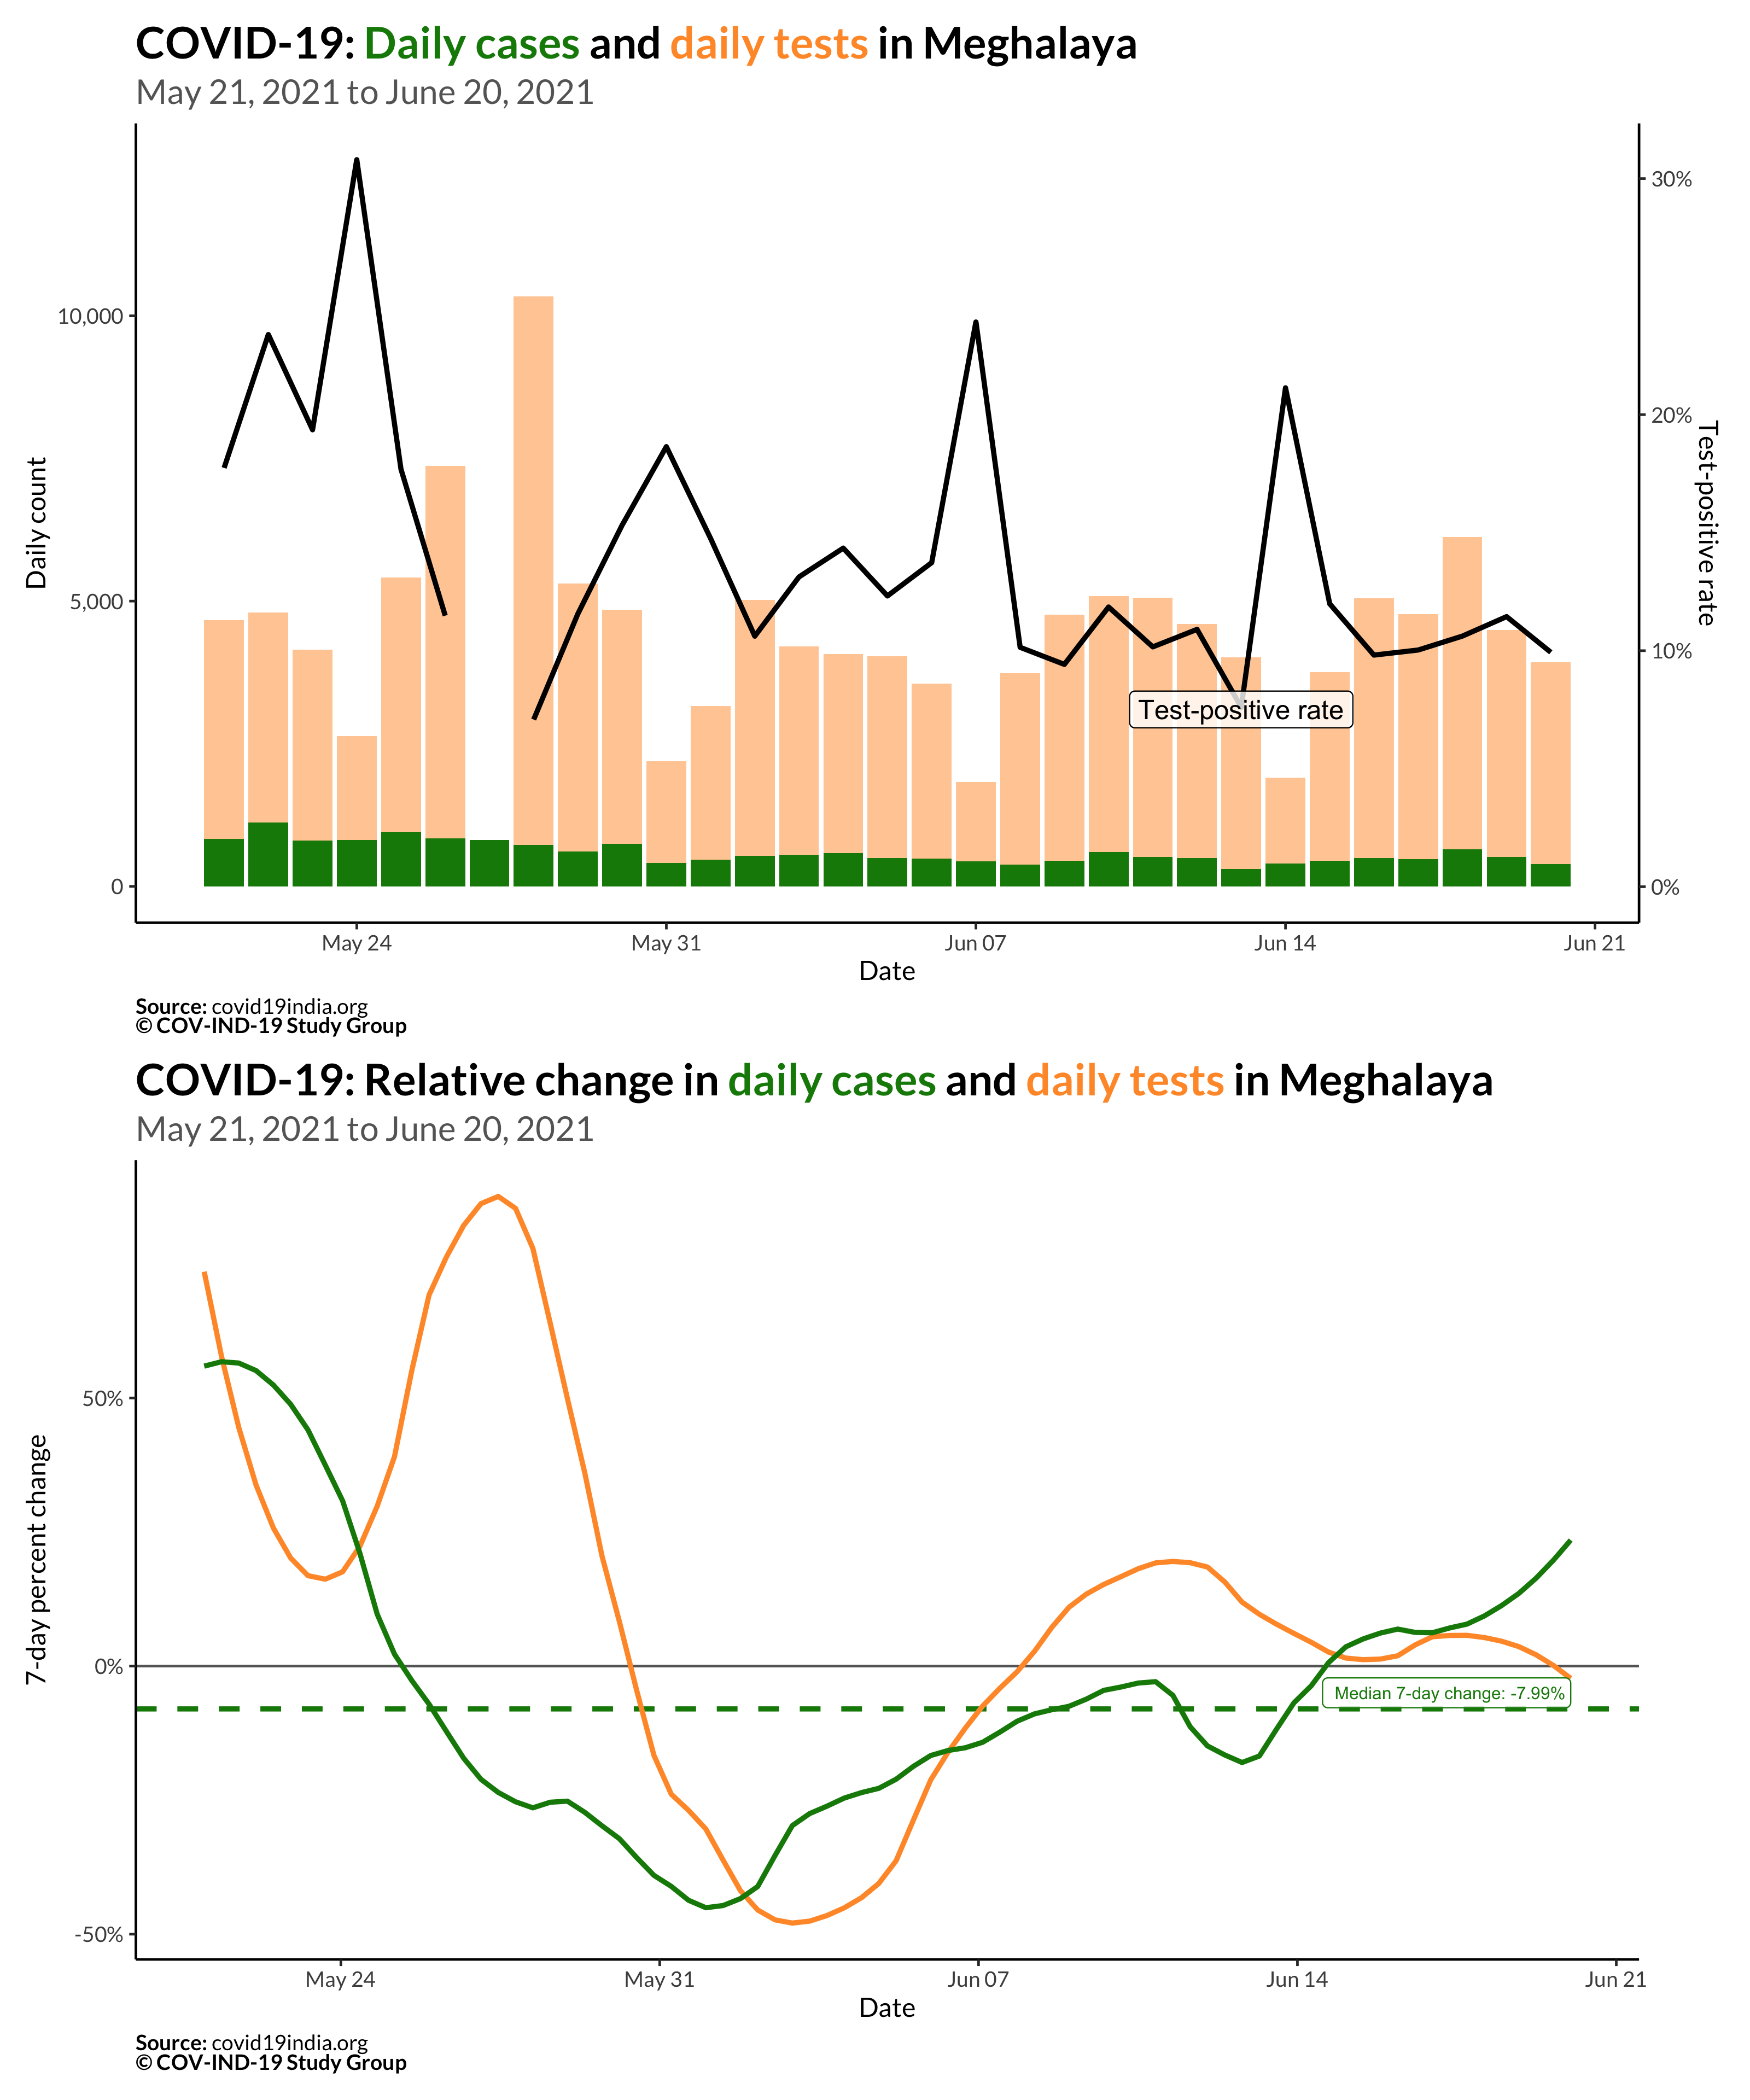 COVID-19: Daily cases and daily tests in Meghalaya
May 21, 2021 to June 20, 2021
Daily count
10,000
5,000
0
30%
20%
10%
0%
Test-positive rate
Test-positive rate
May 24
May 31
Jun 07
Jun 14
Jun 21
Date
Source: covid19india.org
© COV-IND-19 Study Group
COVID-19: Relative change in daily cases and daily tests in Meghalaya
May 21, 2021 to June 20, 2021
7-day percent change
50%
0%
-50%
Median 7-day change: -7.99%
May 24
May 31
Jun 07
Jun 14
Jun 21
Date
Source: covid19india.org
© COV-IND-19 Study Group